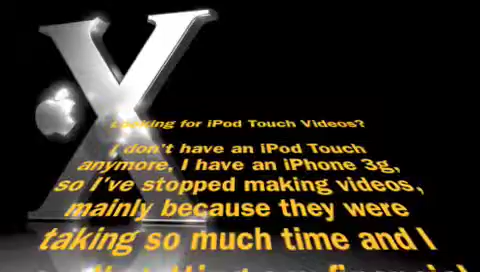 Looking for iPod Touch Videos?
I don't have an iPod Touch
anymore. I have an iPhone 3g,
so I've stopped making videos,
mainly because they were
taking so much time and I
X